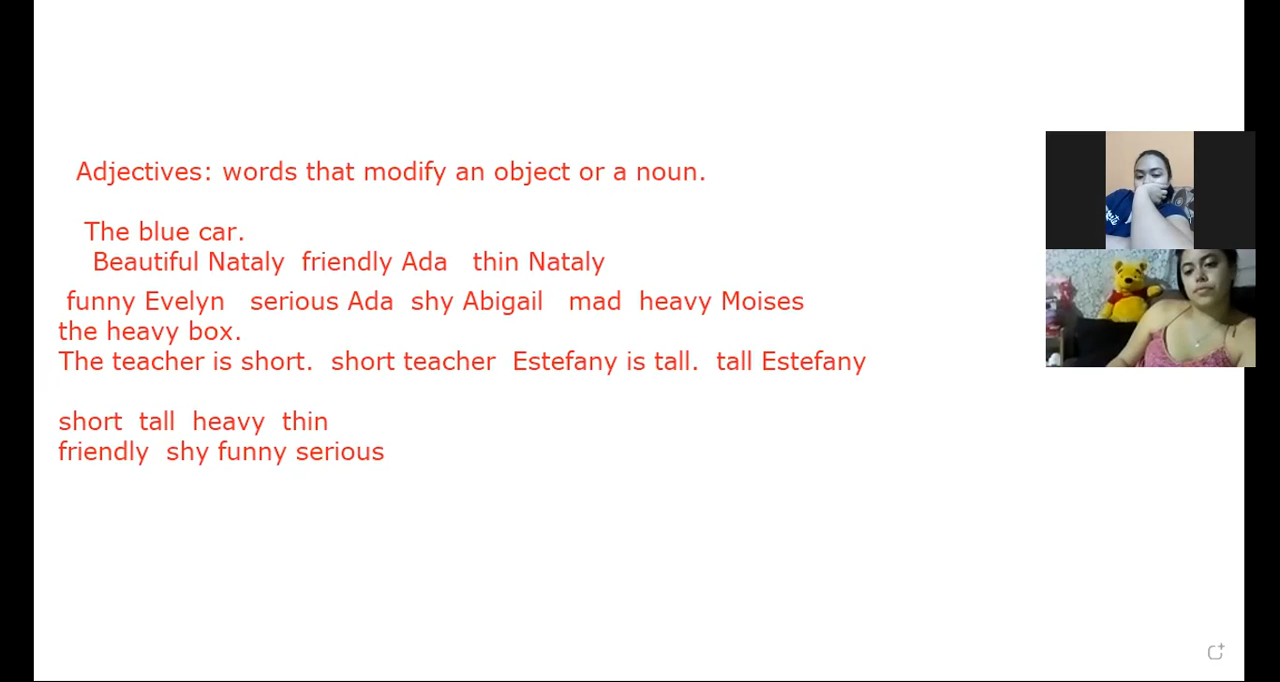 Adjectives: words that modify an object or a noun.
The blue car.
Beautiful Nataly friendly Ada thin Nataly
funny Evelyn serious Ada shy Abigail mad heavy Moises
the heavy box.
The teacher is short. short teacher Estefany is tall. tall Estefany
short tall heavy thin
friendly shy funny serious